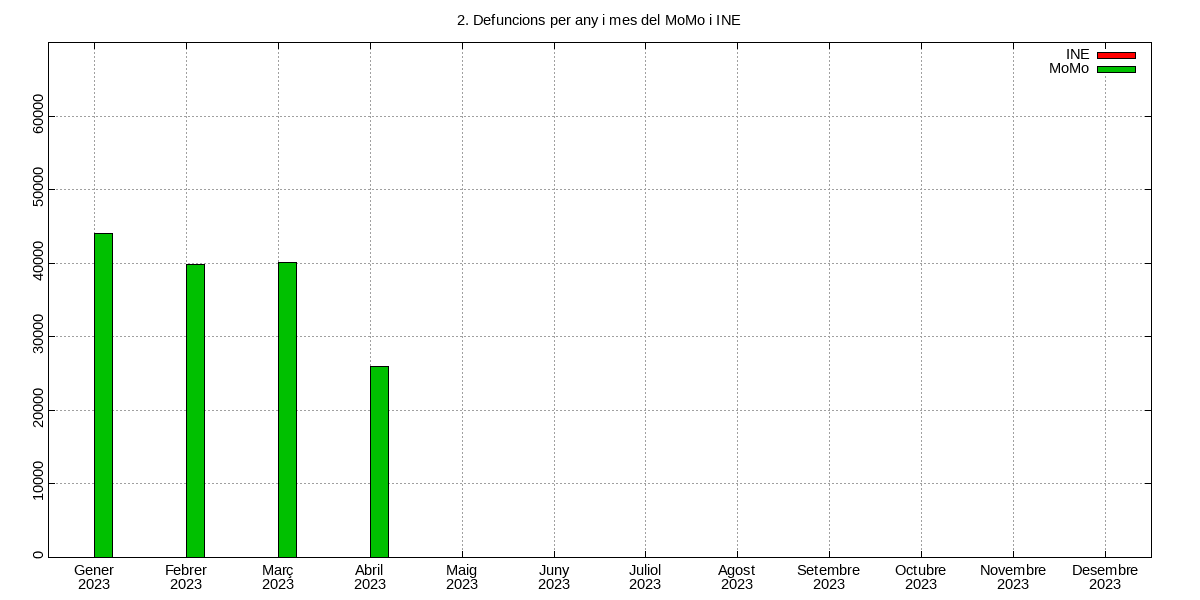 2. Defuncions per any i mes del MoMo i INE
INE
MoMo
60000
50000
40000
30000
20000
10000
0
Gener Febrer Març Abril Maig Juny Juliol Agost Setembre Octubre Novembre Desembre
2023 2023 2023 2023 2023 2023 2023 2023 2023 2023 2023 2023